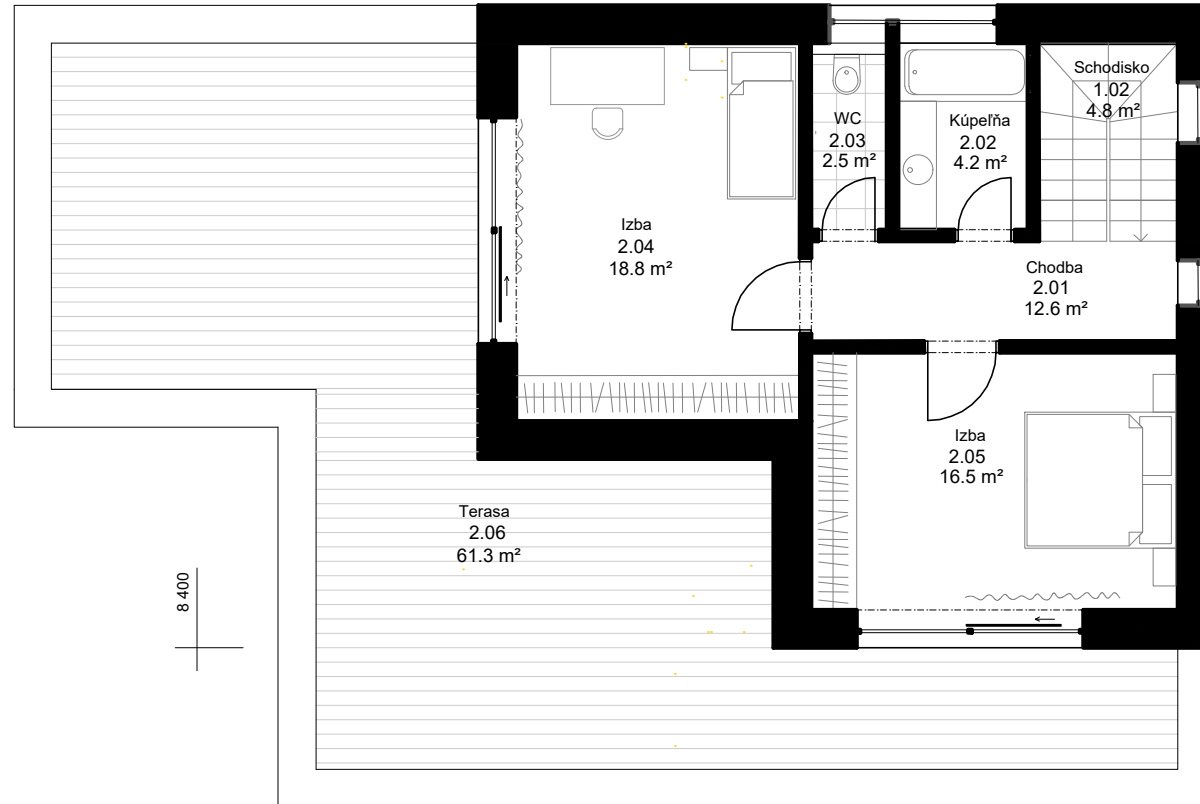 Schodisko
1.02
4.8 m²
WC
2.03
2.5 m²
Kúpeľňa
2.02
4.2 m²
Izba
2.04
18.8 m²
Chodba
2.01
12.6 m²
Izba
2.05
16.5 m²
Terasa
2.06
61.3 m²
8 400